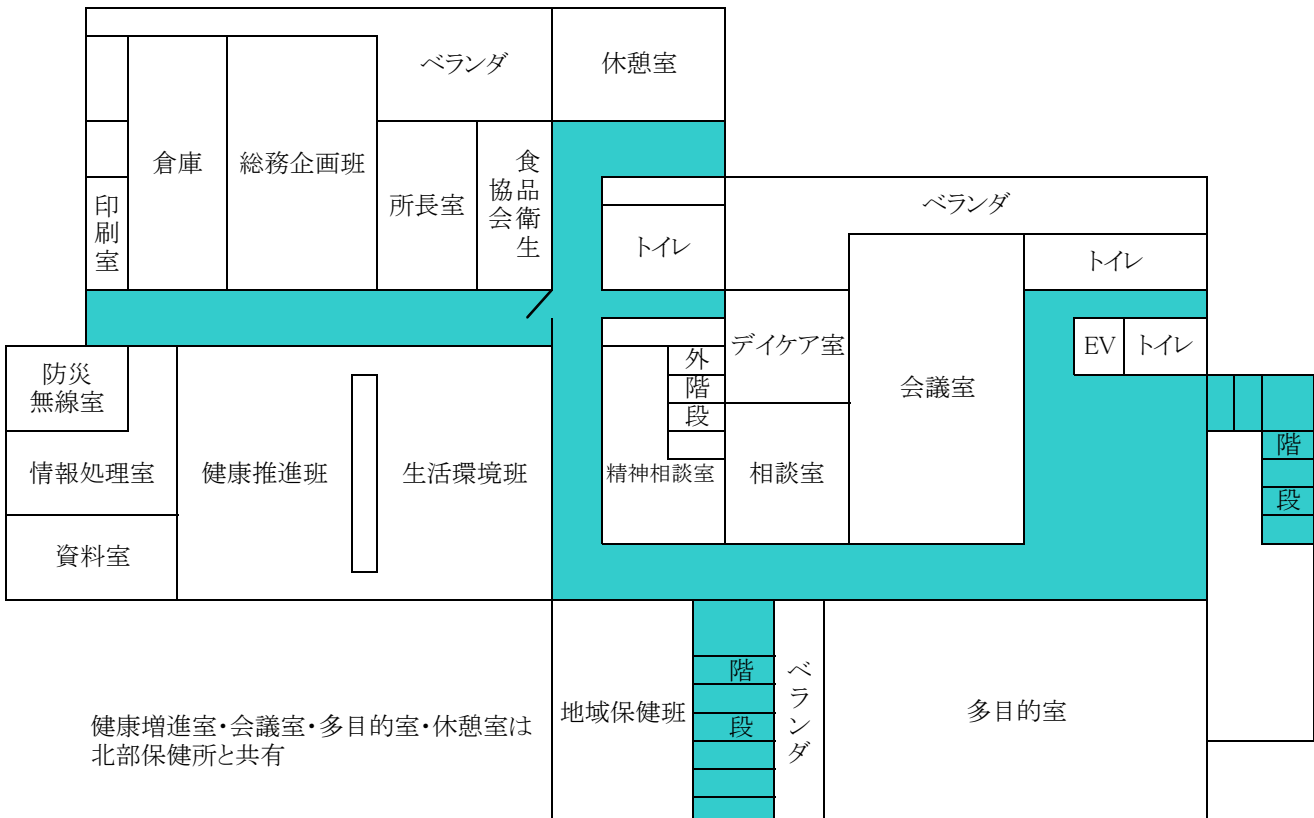 ベランダ
休憩室
倉庫
総務企画班
所長室
食品衛生
協会
印刷室
ベランダ
トイレ
トイレ
デイケア室
EV
トイレ
会議室
外
階
段
防災
無線室
情報処理室
健康推進班
生活環境班
精神相談室
相談室
階
段
資料室
地域保健班
階
段
ベランダ
多目的室
健康増進室・会議室・多目的室・休憩室は
北部保健所と共有